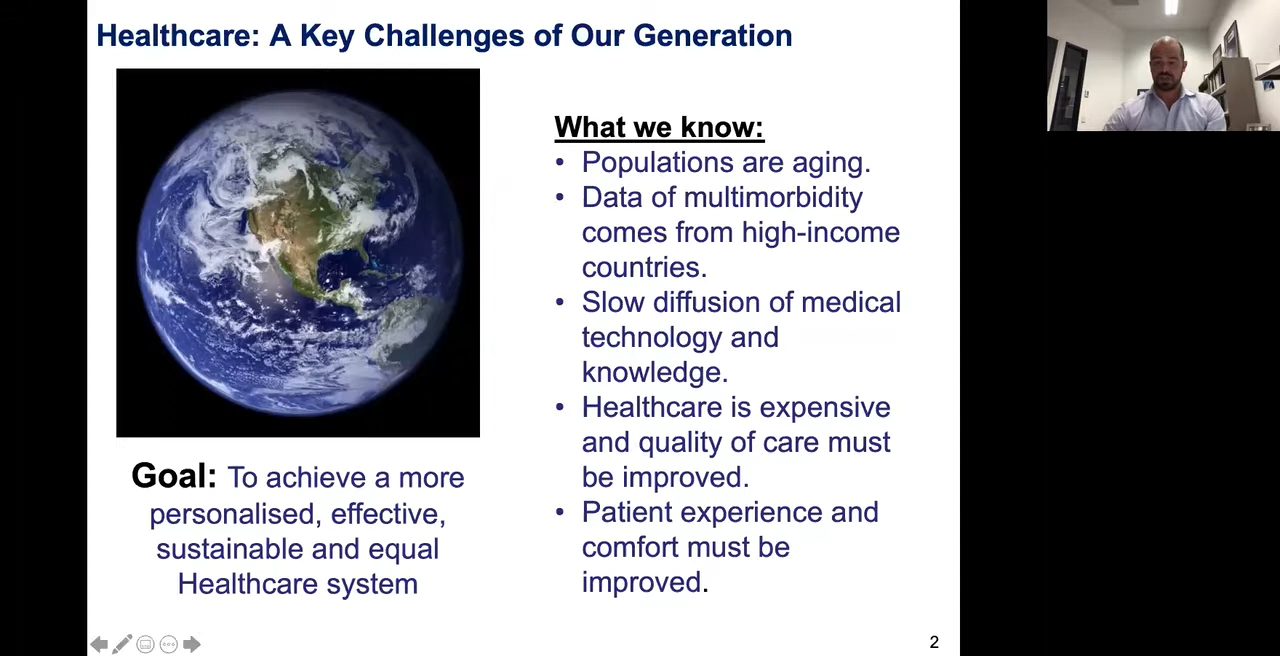 Healthcare: A Key Challenges of Our Generation
What we know:
• Populations are aging.
• Data of multimorbidity
comes from high-income
countries.
• Slow diffusion of medical
technology and
knowledge.
• Healthcare is expensive
and quality of care must
be improved.
• Patient experience and
comfort must be
improved.
Goal: To achieve a more
personalised, effective,
sustainable and equal
Healthcare system
2